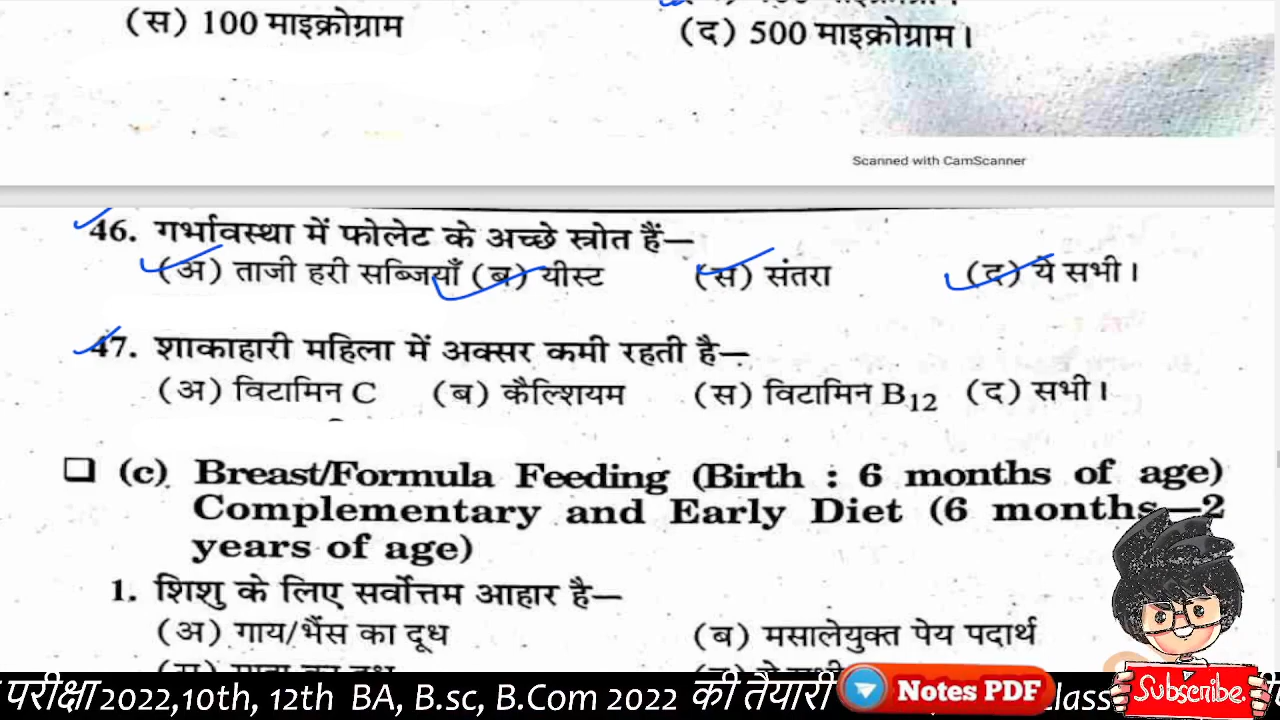 (स) 100 माइक्रोग्राम (द) 500 माइक्रोग्राम।
Scanned with CamScanner
46. गर्भावस्था में फोलेट के अच्छे स्त्रोत हैं—
(अ) ताजी हरी सब्जियाँ (ब) यीस्ट (स) संतरा (द) ये सभी।
47. शाकाहारी महिला में अक्सर कमी रहती है—
(अ) विटामिन C (ब) कैल्शियम (स) विटामिन B12 (द) सभी।
(c) Breast/Formula Feeding (Birth : 6 months of age)
Complementary and Early Diet (6 months—2
years of age)
1. शिशु के लिए सर्वोत्तम आहार है—
(अ) गाय/भैंस का दूध (ब) मसालेयुक्त पेय पदार्थ
परीक्षा 2022,10th, 12th BA, B.sc, B.Com 2022 की तैयारी
Notes PDF
class
Subscribe